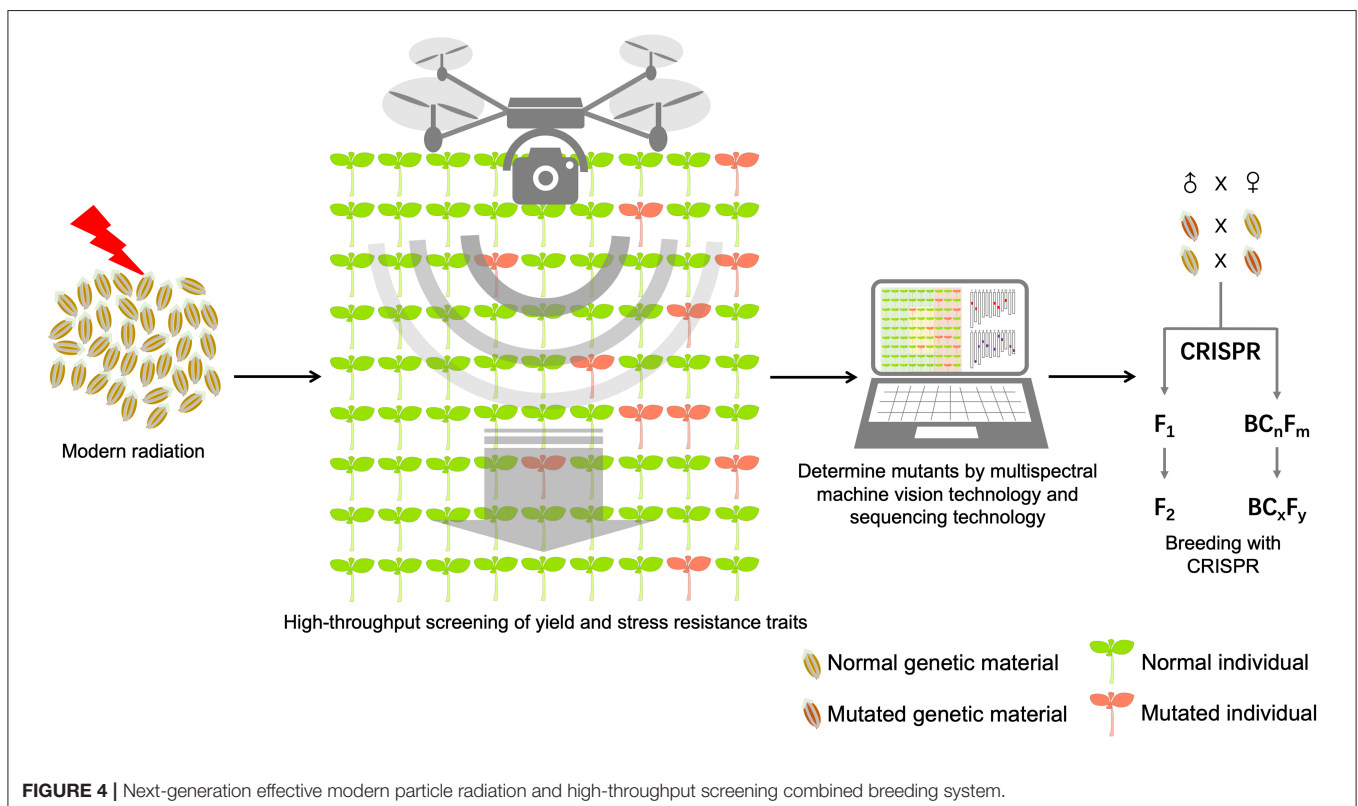 ♂ X ♀
X
X
CRISPR
F₁ BCₙFₘ
F₂ BCₓFᵧ
Breeding with
CRISPR
Modern radiation
Determine mutants by multispectral
machine vision technology and
sequencing technology
High-throughput screening of yield and stress resistance traits
Normal genetic material
Normal individual
Mutated genetic material
Mutated individual
FIGURE 4 | Next-generation effective modern particle radiation and high-throughput screening combined breeding system.